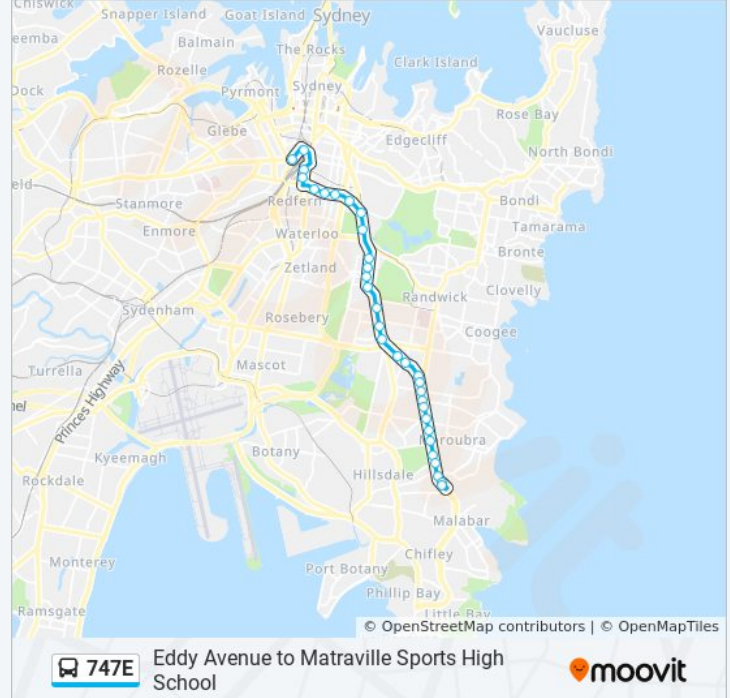 Chiswick
Snapper Island
Goat Island
Sydney
Vaucluse
eemba
Balmain
The Rocks
Clark Island
Rozelle
Dock
Pyrmont
Sydney
Rose Bay
Glebe
Edgecliff
North Bondi
eld
Stanmore
Redfern
Bondi
Enmore
Tamarama
Waterloo
Bronte
Zetland
Clovelly
Randwick
Sydenham
Rosebery
Coogee
Turrella
Mascot
Princes Highway
nel
Botany
Maroubra
Kyeemagh
Hillsdale
Rockdale
Malabar
Chifley
Monterey
Port Botany
Phillip Bay
Ramsgate
Little Bay
© OpenStreetMap contributors | © OpenMapTiles
747E
Eddy Avenue to Matraville Sports High
School
moovit